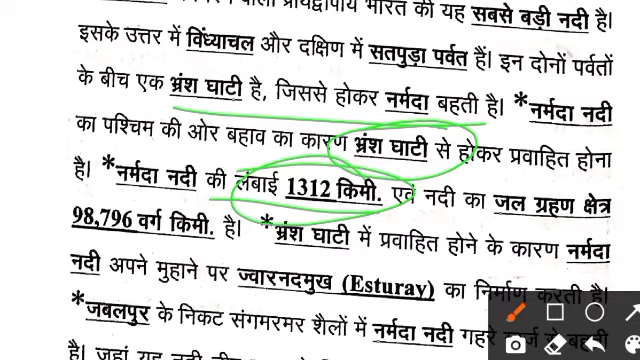 वाली प्रायद्वीपीय भारत की यह सबसे बड़ी नदी है।
इसके उत्तर में विंध्याचल और दक्षिण में सतपुड़ा पर्वत हैं। इन दोनों पर्वतों
के बीच एक भ्रंश घाटी है, जिससे होकर नर्मदा बहती है। *नर्मदा नदी
का पश्चिम की ओर बहाव का कारण भ्रंश घाटी से होकर प्रवाहित होना
है। *नर्मदा नदी की लंबाई 1312 किमी. एवं नदी का जल ग्रहण क्षेत्र
98,796 वर्ग किमी. है। *भ्रंश घाटी में प्रवाहित होने के कारण नर्मदा
नदी अपने मुहाने पर ज्वारनदमुख (Esturay) का निर्माण करती है।
*जबलपुर के निकट संगमरमर शैलों में नर्मदा नदी गहरे
है। जहां यह नदी